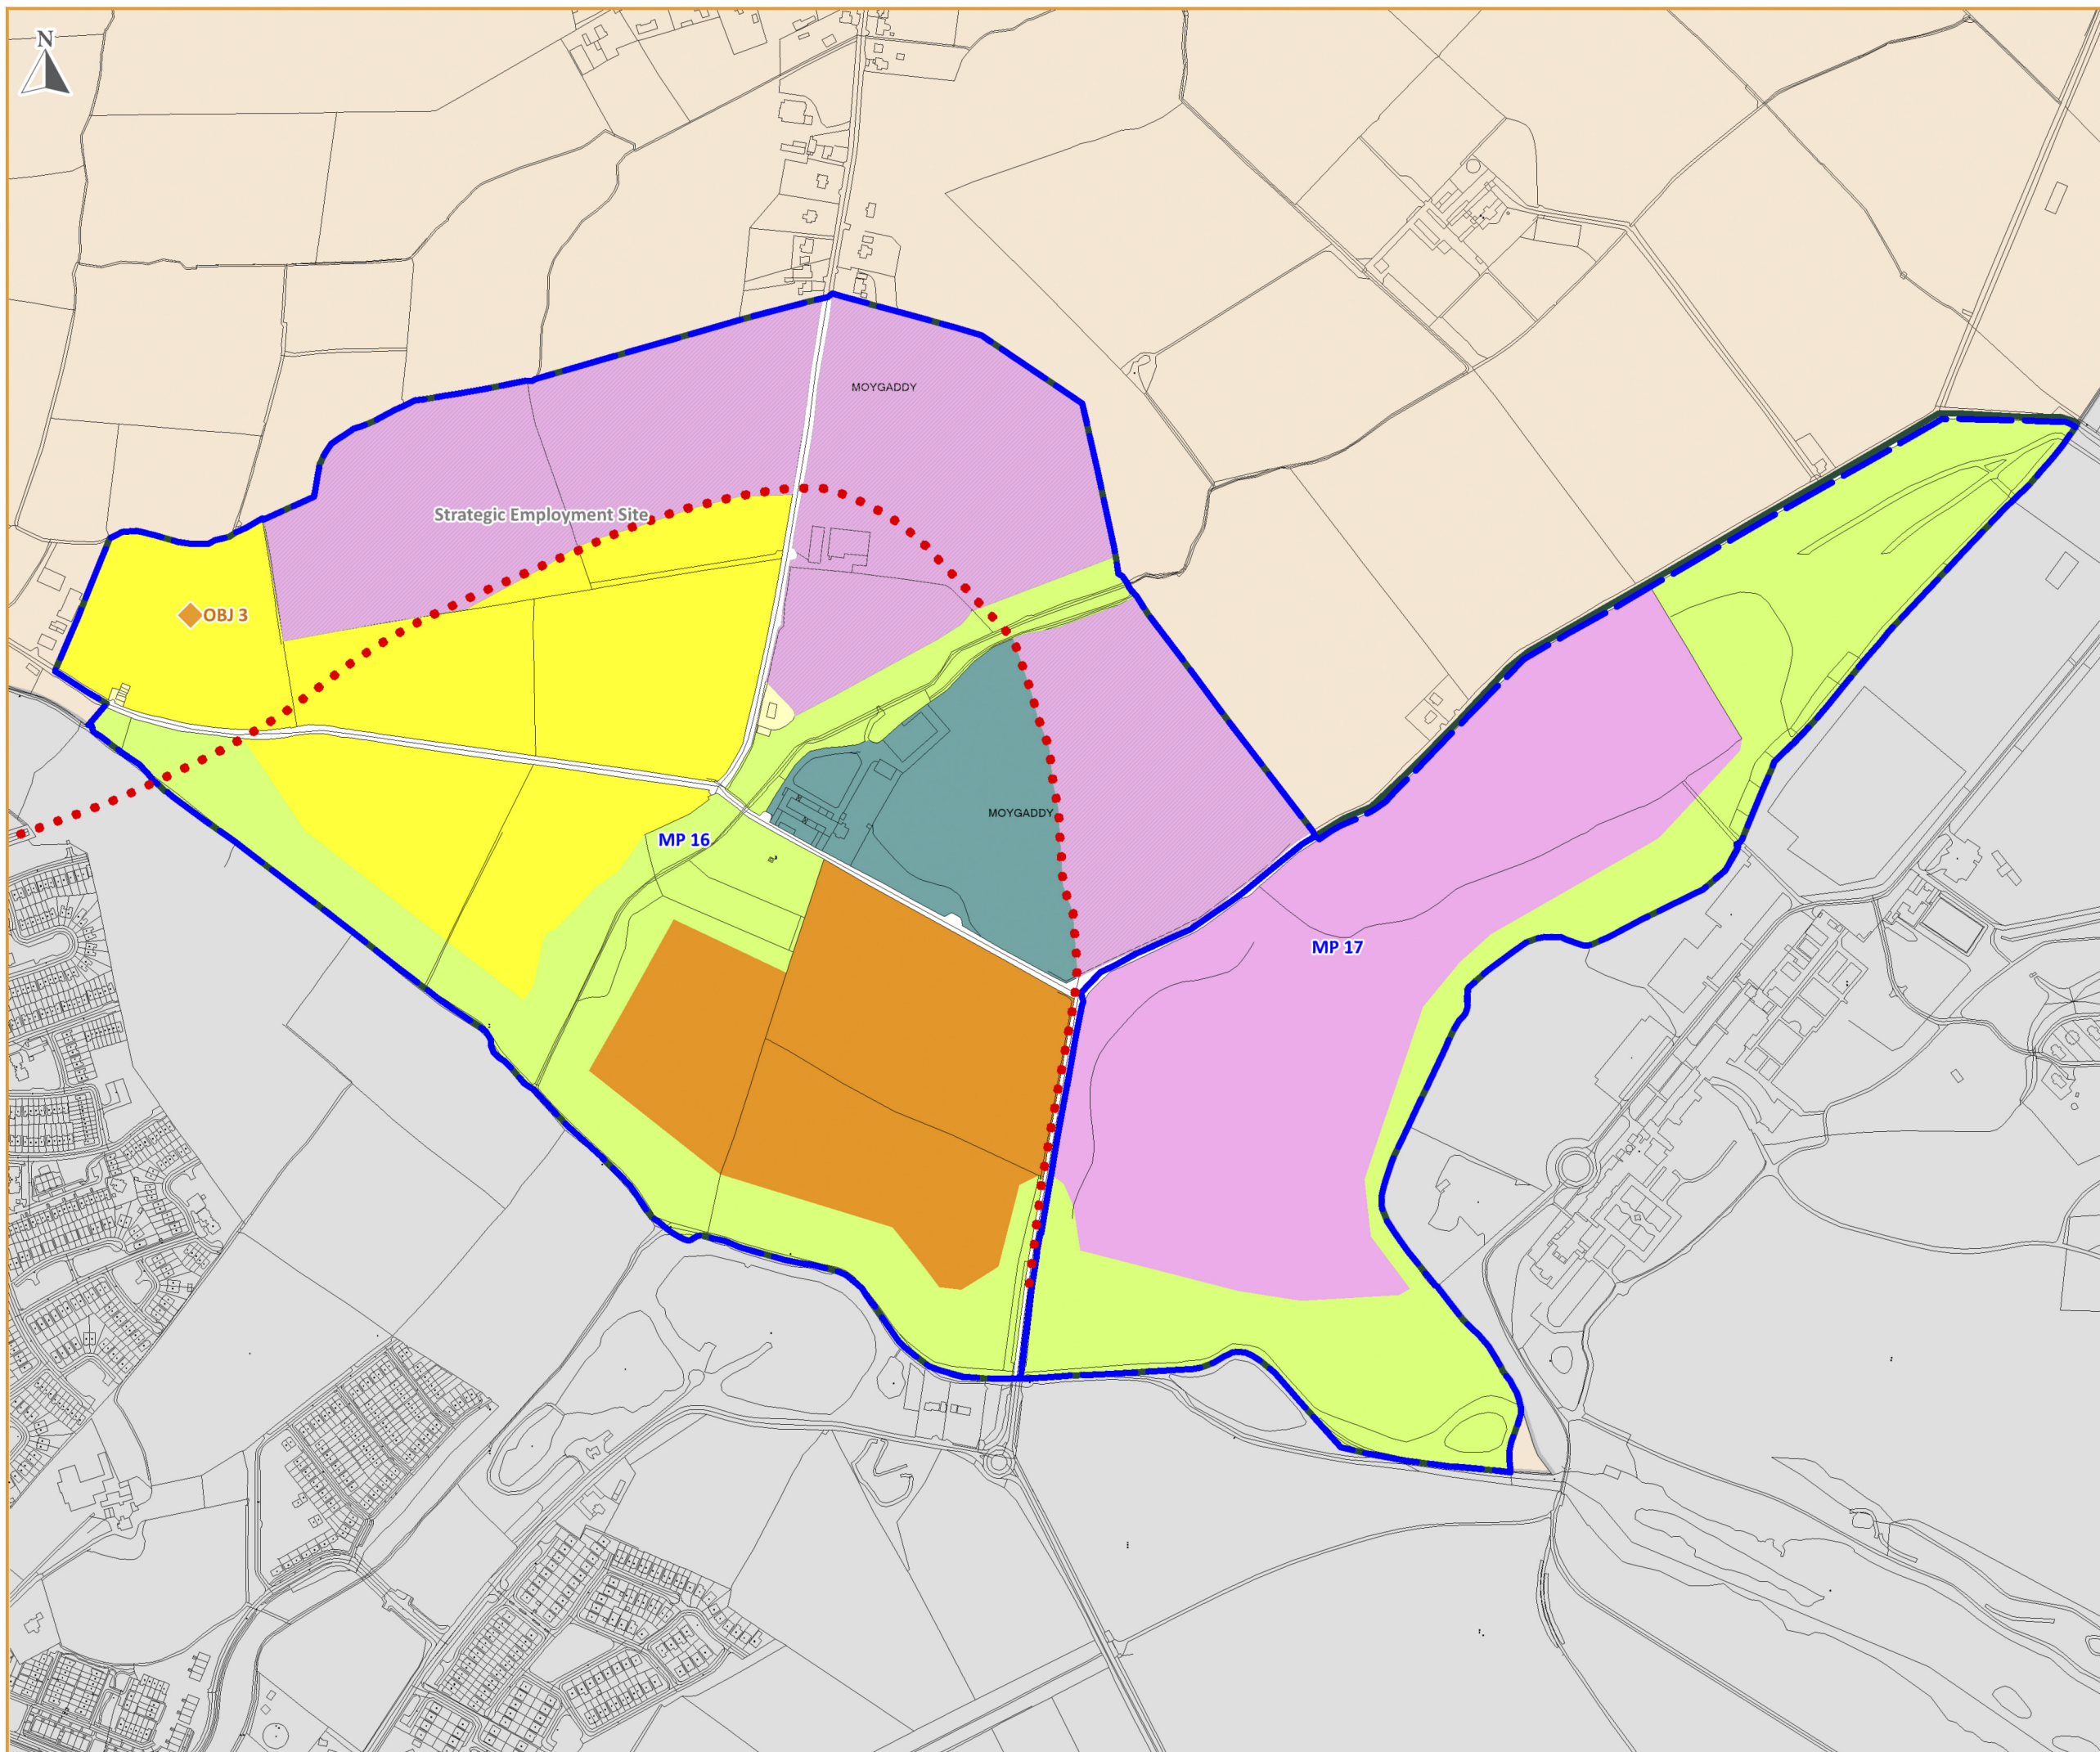 N
MOYGADDY
Strategic Employment Site
OBJ 3
MOYGADDY
MP 16
MP 17